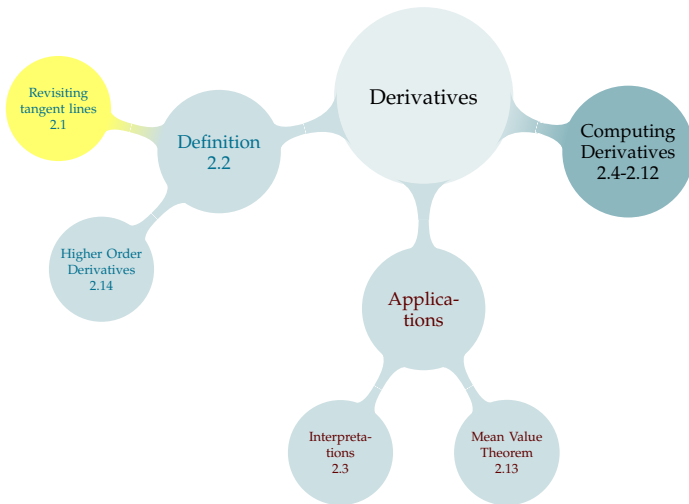 Derivatives
Revisiting
tangent lines
2.1
Definition
2.2
Computing
Derivatives
2.4-2.12
Higher Order
Derivatives
2.14
Applica-
tions
Interpreta-
tions
2.3
Mean Value
Theorem
2.13